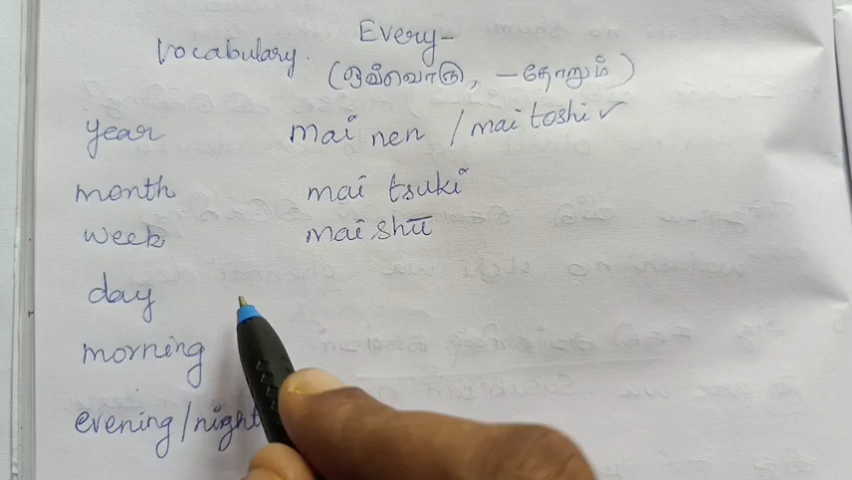 Vocabulary. Every-
(ஒவ்வொரு, -தோறும்)
year mai nen / mai toshi ✓
month mai tsuki
week mai shū
day
morning
evening/night